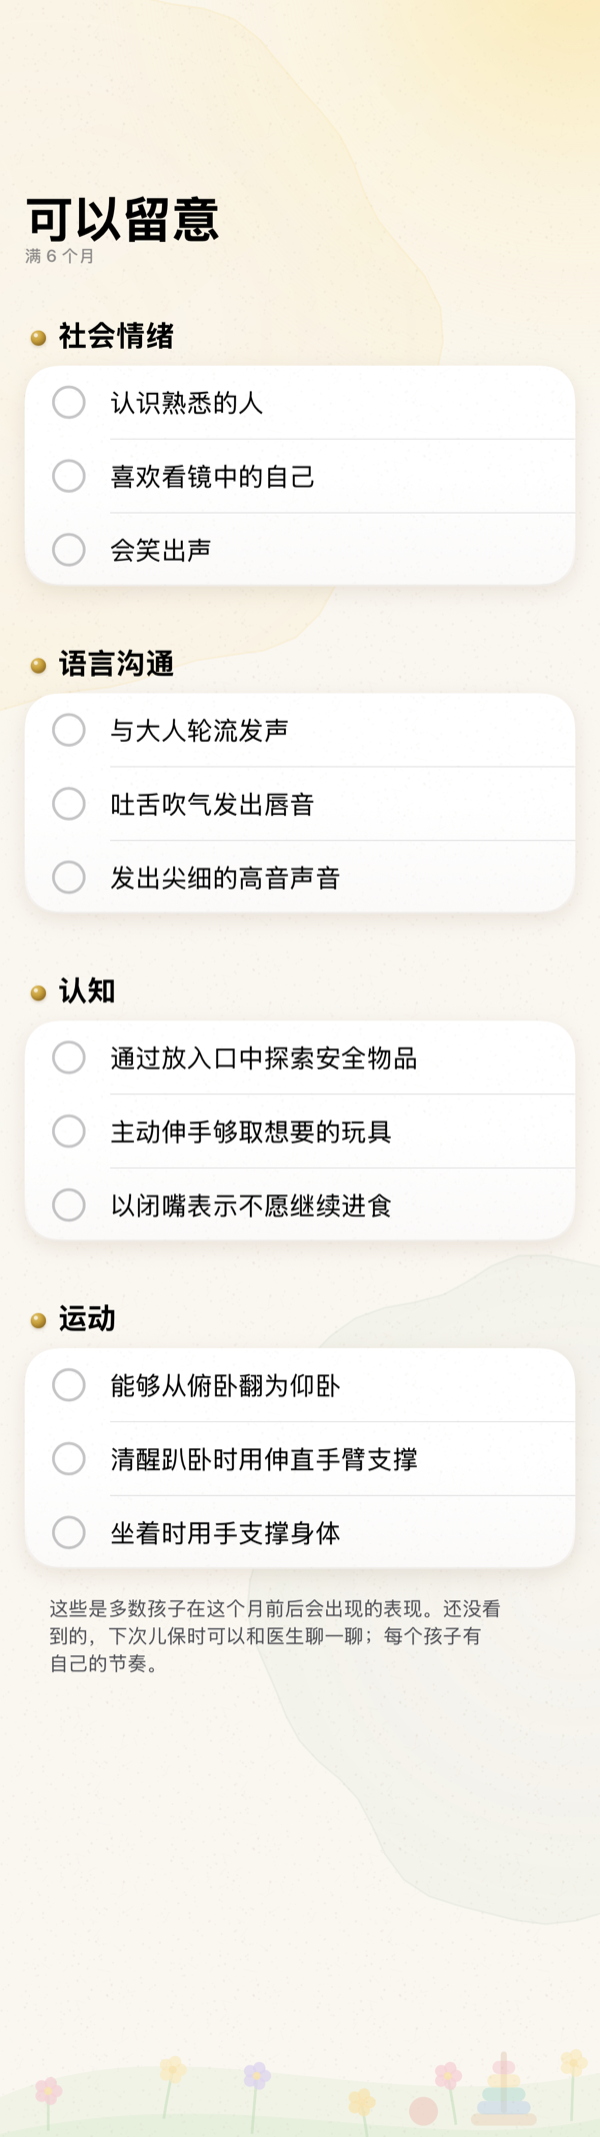 可以留意
满 6 个月
社会情绪
认识熟悉的人
喜欢看镜中的自己
会笑出声
语言沟通
与大人轮流发声
吐舌吹气发出唇音
发出尖细的高音声音
认知
通过放入口中探索安全物品
主动伸手够取想要的玩具
以闭嘴表示不愿继续进食
运动
能够从俯卧翻为仰卧
清醒趴卧时用伸直手臂支撑
坐着时用手支撑身体
这些是多数孩子在这个月前后会出现的表现。还没看
到的，下次儿保时可以和医生聊一聊；每个孩子有
自己的节奏。